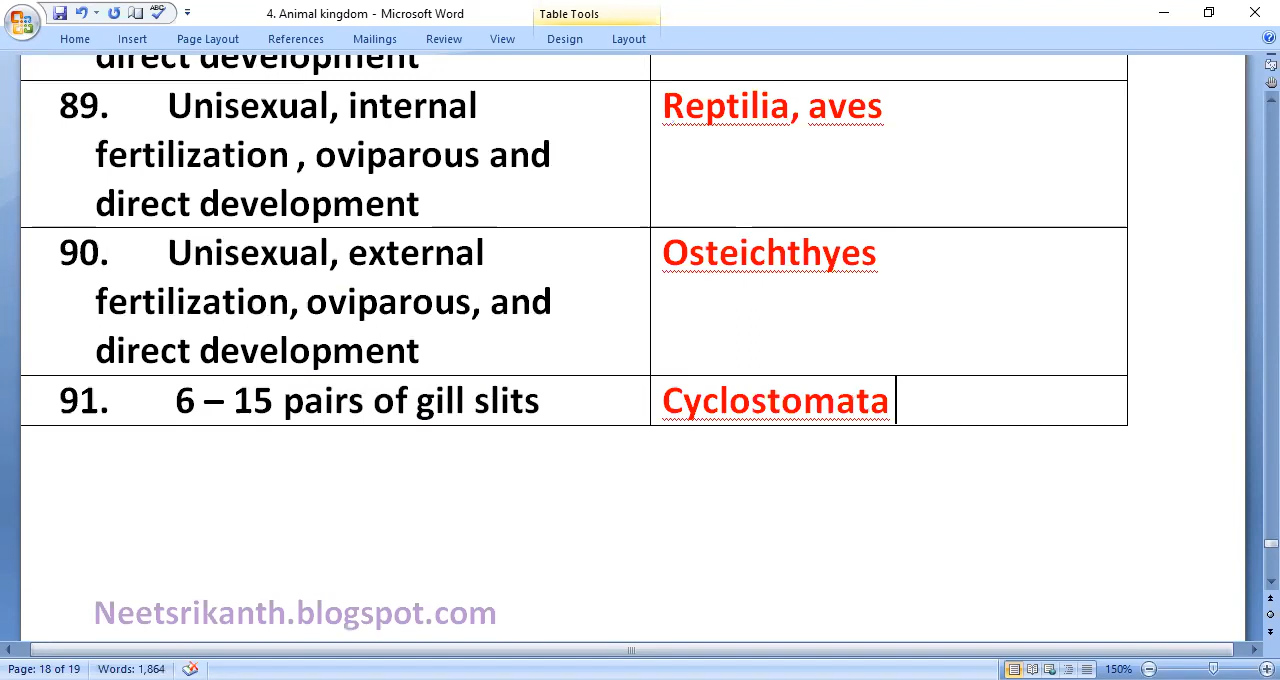 4. Animal kingdom - Microsoft Word
Table Tools
Home Insert Page Layout References Mailings Review View Design Layout
direct development
89. Unisexual, internal
fertilization , oviparous and
direct development
Reptilia, aves
90. Unisexual, external
fertilization, oviparous, and
direct development
Osteichthyes
91. 6 – 15 pairs of gill slits
Cyclostomata
Neetsrikanth.blogspot.com
Page: 18 of 19 Words: 1,864 150%